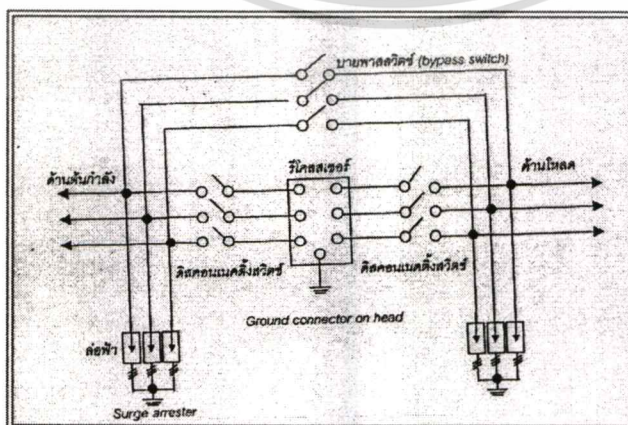 บายพาสสวิตซ์ (bypass switch)
รีโคลสเซอร์
ด้านต้นกำลัง
ด้านโหลด
ดิสคอนเนคติ้งสวิตซ์
ดิสคอนเนคติ้งสวิตซ์
Ground connector on head
ล่อฟ้า
Surge arrester